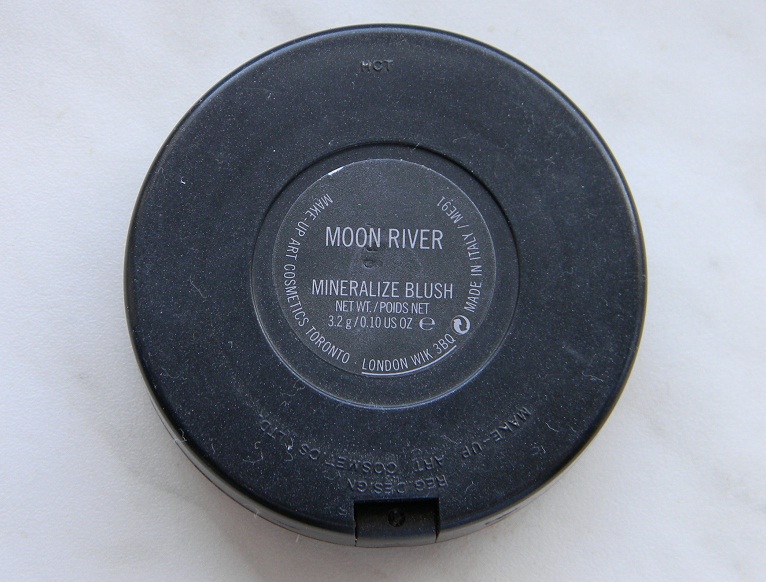 HCT
MOON RIVER
MINERALIZE BLUSH
NET WT. / POIDS NET
3.2 g / 0.10 US OZ ℮
MAKE-UP ART COSMETICS TORONTO · LONDON W1K 3BQ
MADE IN ITALY / ME91
MAKE-UP ART COSMETICS LTD.
REG. DESIGN